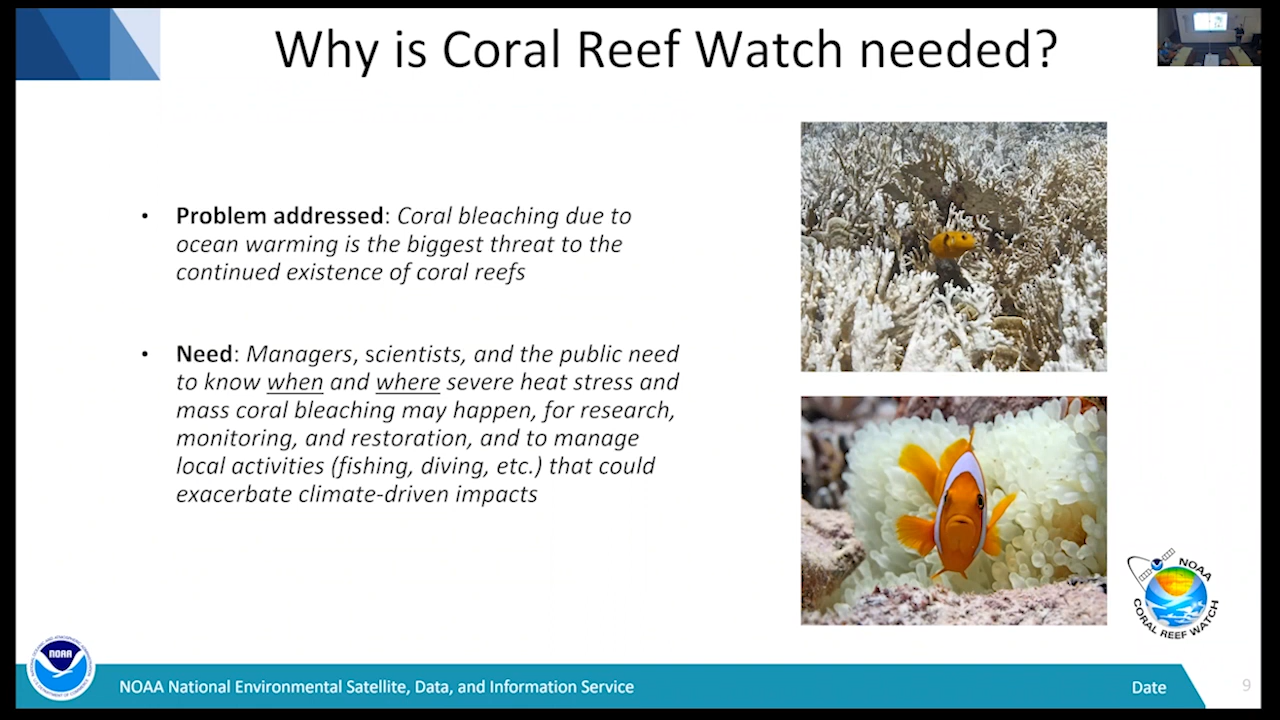 Why is Coral Reef Watch needed?
• Problem addressed: Coral bleaching due to
ocean warming is the biggest threat to the
continued existence of coral reefs
• Need: Managers, scientists, and the public need
to know when and where severe heat stress and
mass coral bleaching may happen, for research,
monitoring, and restoration, and to manage
local activities (fishing, diving, etc.) that could
exacerbate climate-driven impacts
NOAA
CORAL REEF WATCH
NOAA
NOAA National Environmental Satellite, Data, and Information Service
Date
9